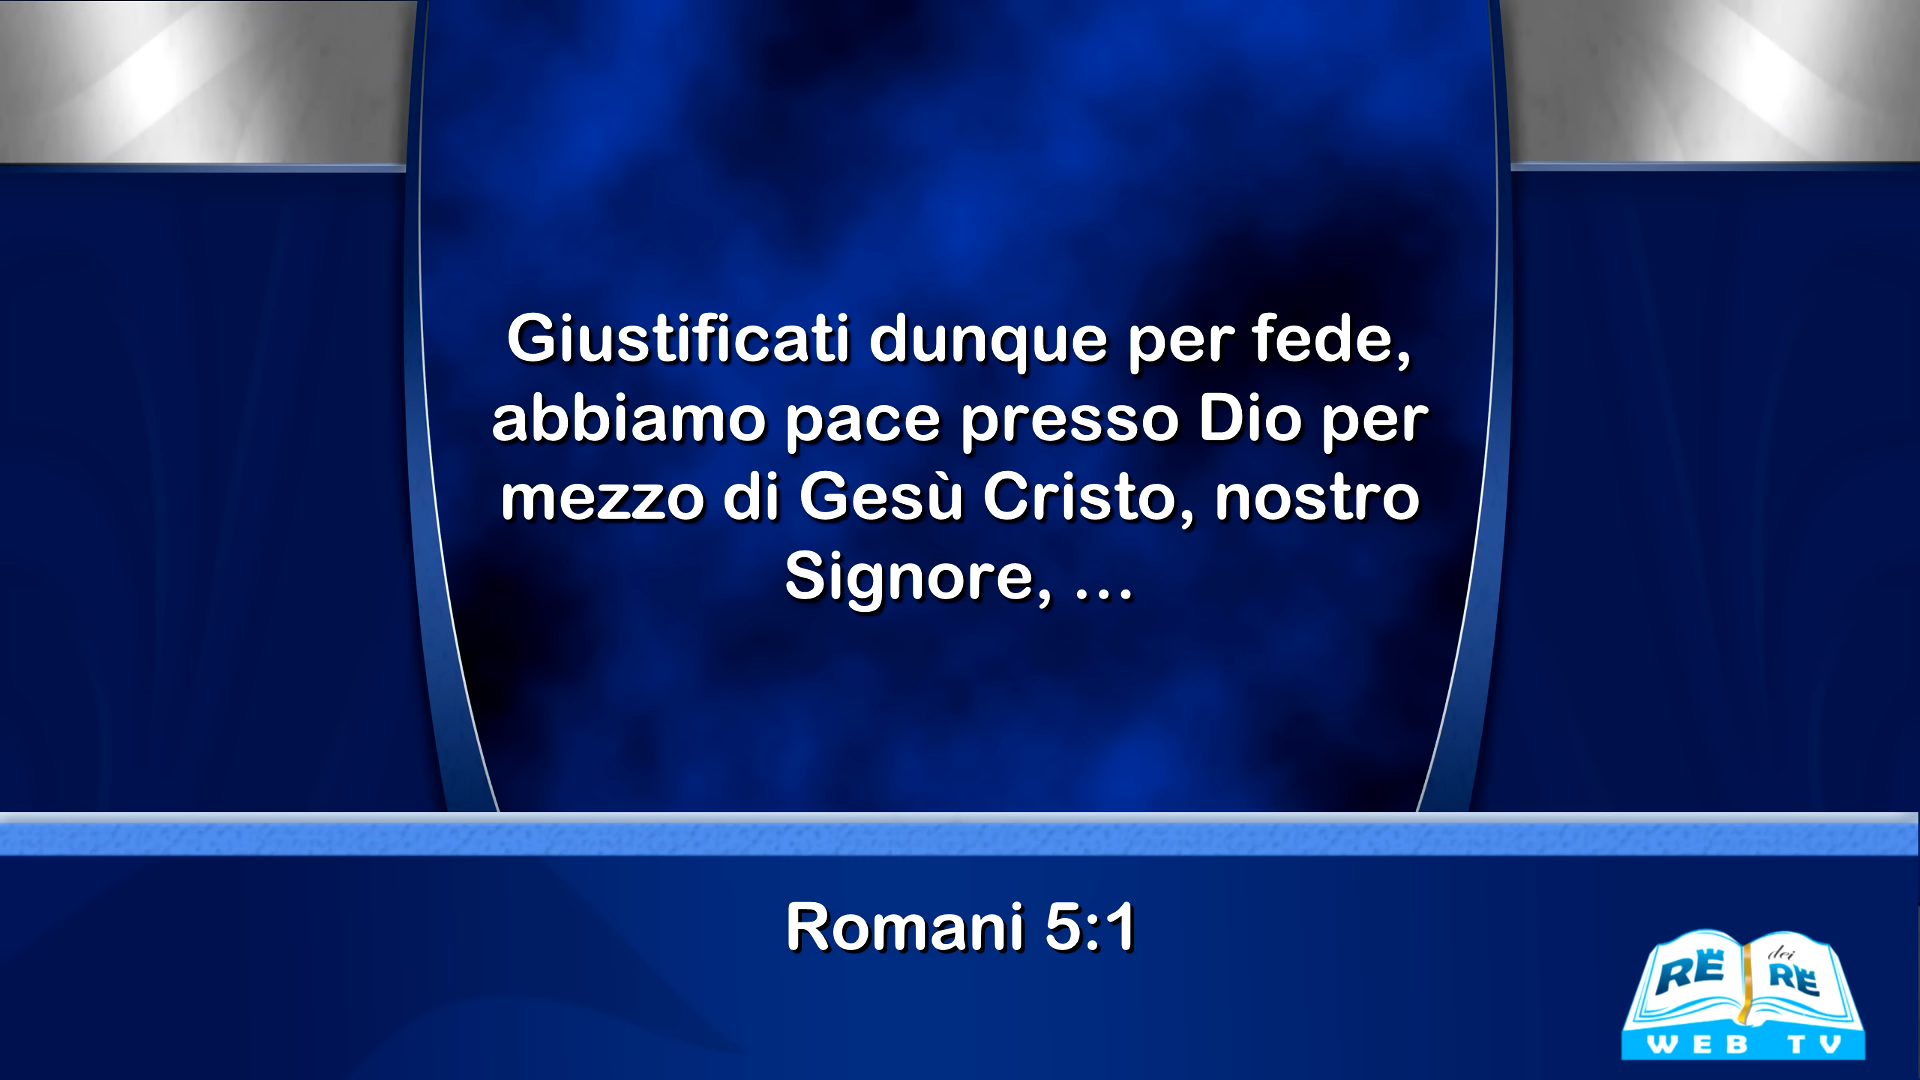 Giustificati dunque per fede,
abbiamo pace presso Dio per
mezzo di Gesù Cristo, nostro
Signore, ...
Romani 5:1
RE dei RE
WEB TV